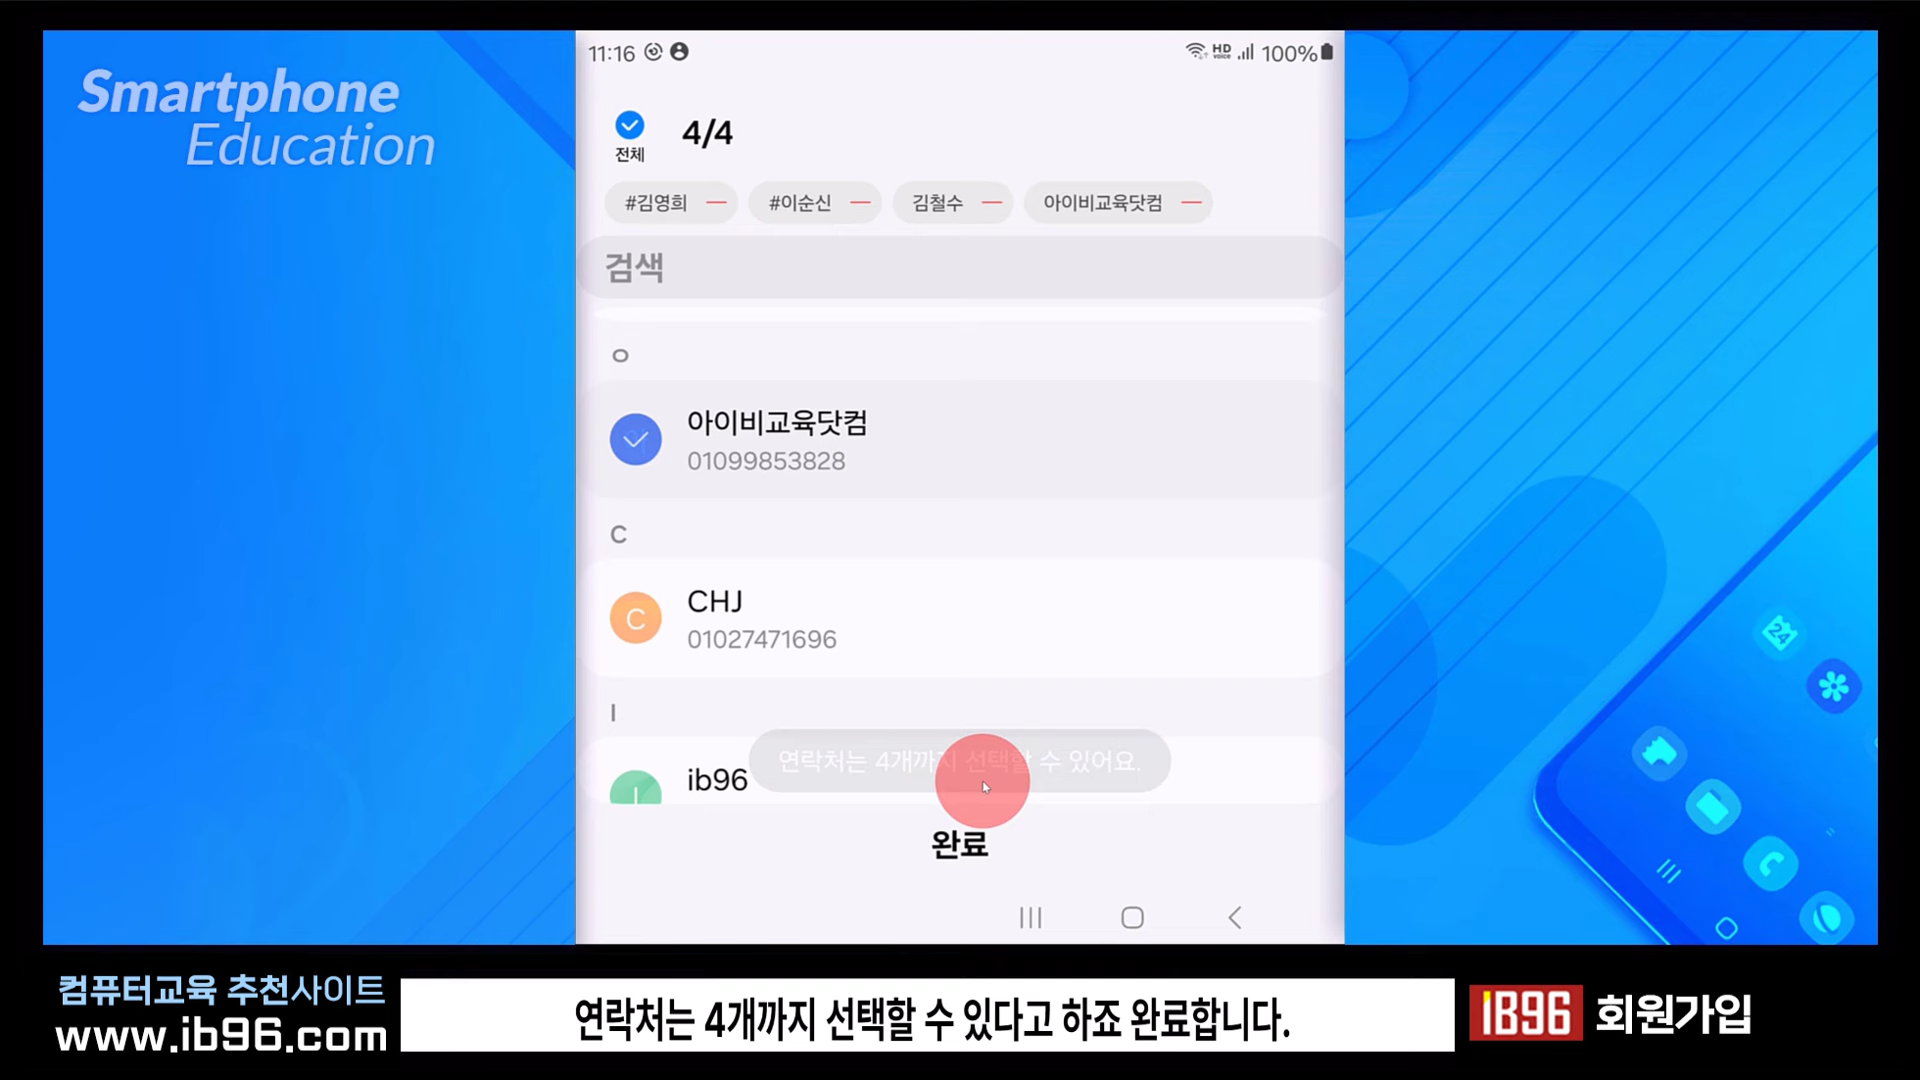 Smartphone
Education
11:16
HD
voice
100%
전체
4/4
#김영희
#이순신
김철수
아이비교육닷컴
검색
ㅇ
아이비교육닷컴
01099853828
C
C
CHJ
01027471696
I
I
ib96
연락처는 4개까지 선택할 수 있어요.
완료
24
컴퓨터교육 추천사이트
www.ib96.com
연락처는 4개까지 선택할 수 있다고 하죠 완료합니다.
IB96 회원가입